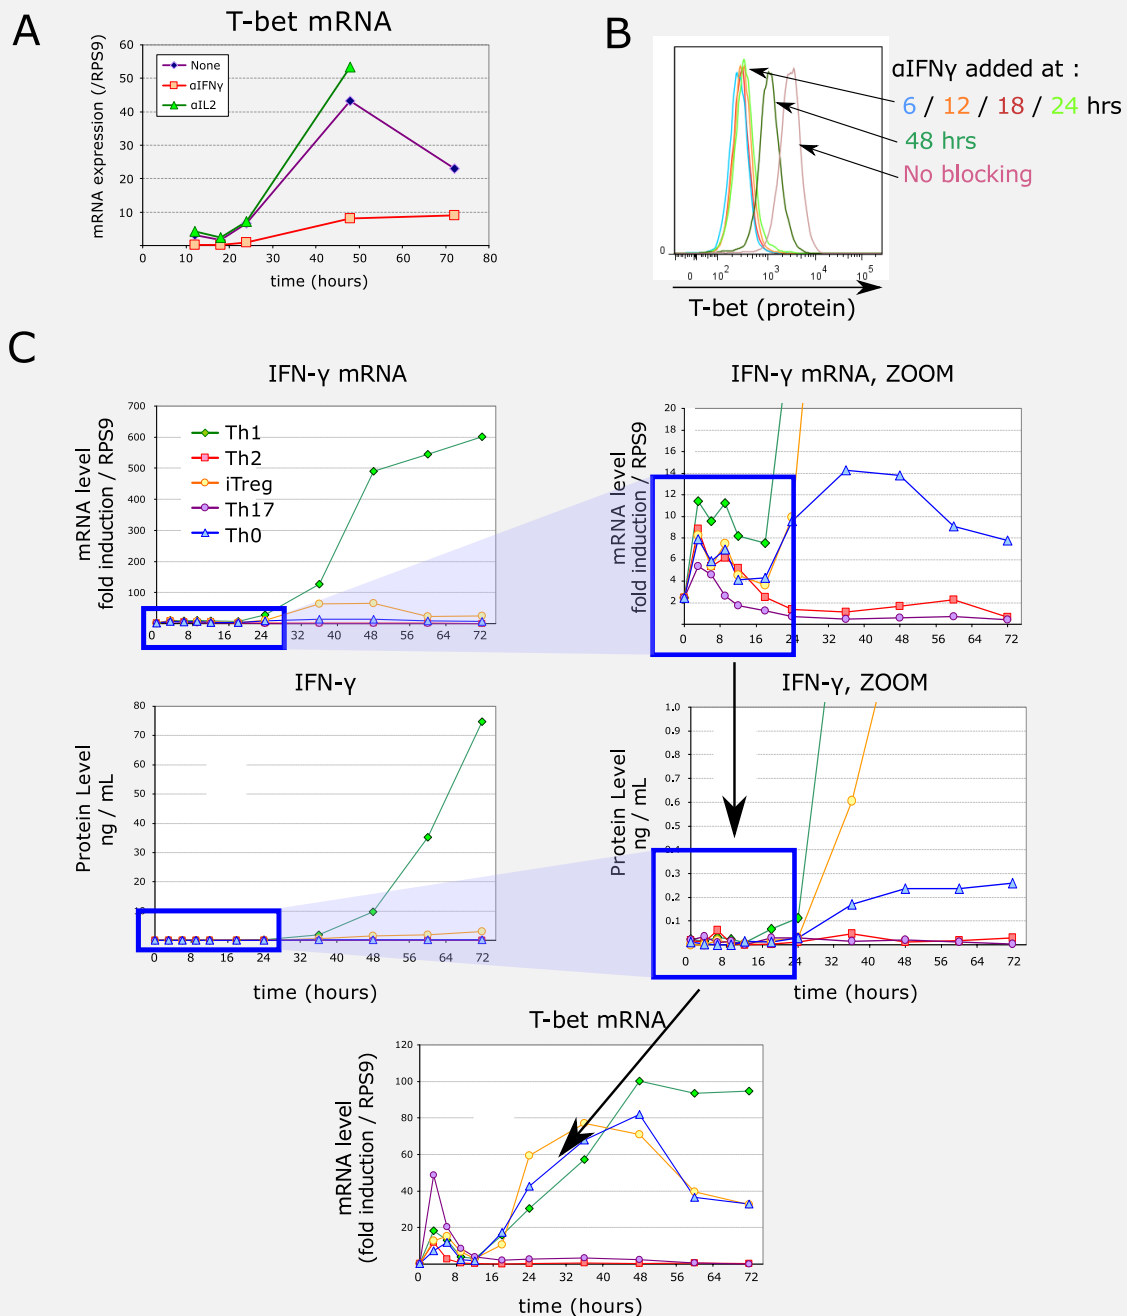 A
T-bet mRNA
mRNA expression (/RPS9)
60
50
40
30
20
10
0 10 20 30 40 50 60 70 80
time (hours)
None
αIFNγ
αIL2
B
αIFNγ added at :
6 / 12 / 18 / 24 hrs
48 hrs
No blocking
0
0 10² 10³ 10⁴ 10⁵
T-bet (protein)
C
IFN-γ mRNA
mRNA level
fold induction / RPS9
700
600
500
400
300
200
100
0 8 16 24 32 40 48 56 64 72
Th1
Th2
iTreg
Th17
Th0
IFN-γ mRNA, ZOOM
mRNA level
fold induction / RPS9
20
18
16
14
12
10
8
6
4
2
0 8 16 24 32 40 48 56 64 72
IFN-γ
Protein Level
ng / mL
80
70
60
50
40
30
20
10
0 8 16 24 32 40 48 56 64 72
time (hours)
IFN-γ, ZOOM
Protein Level
ng / mL
1.0
0.9
0.8
0.7
0.6
0.5
0.4
0.3
0.2
0.1
0 8 16 24 32 40 48 56 64 72
time (hours)
T-bet mRNA
mRNA level
(fold induction / RPS9)
120
100
80
60
40
20
0 8 16 24 32 40 48 56 64 72
time (hours)